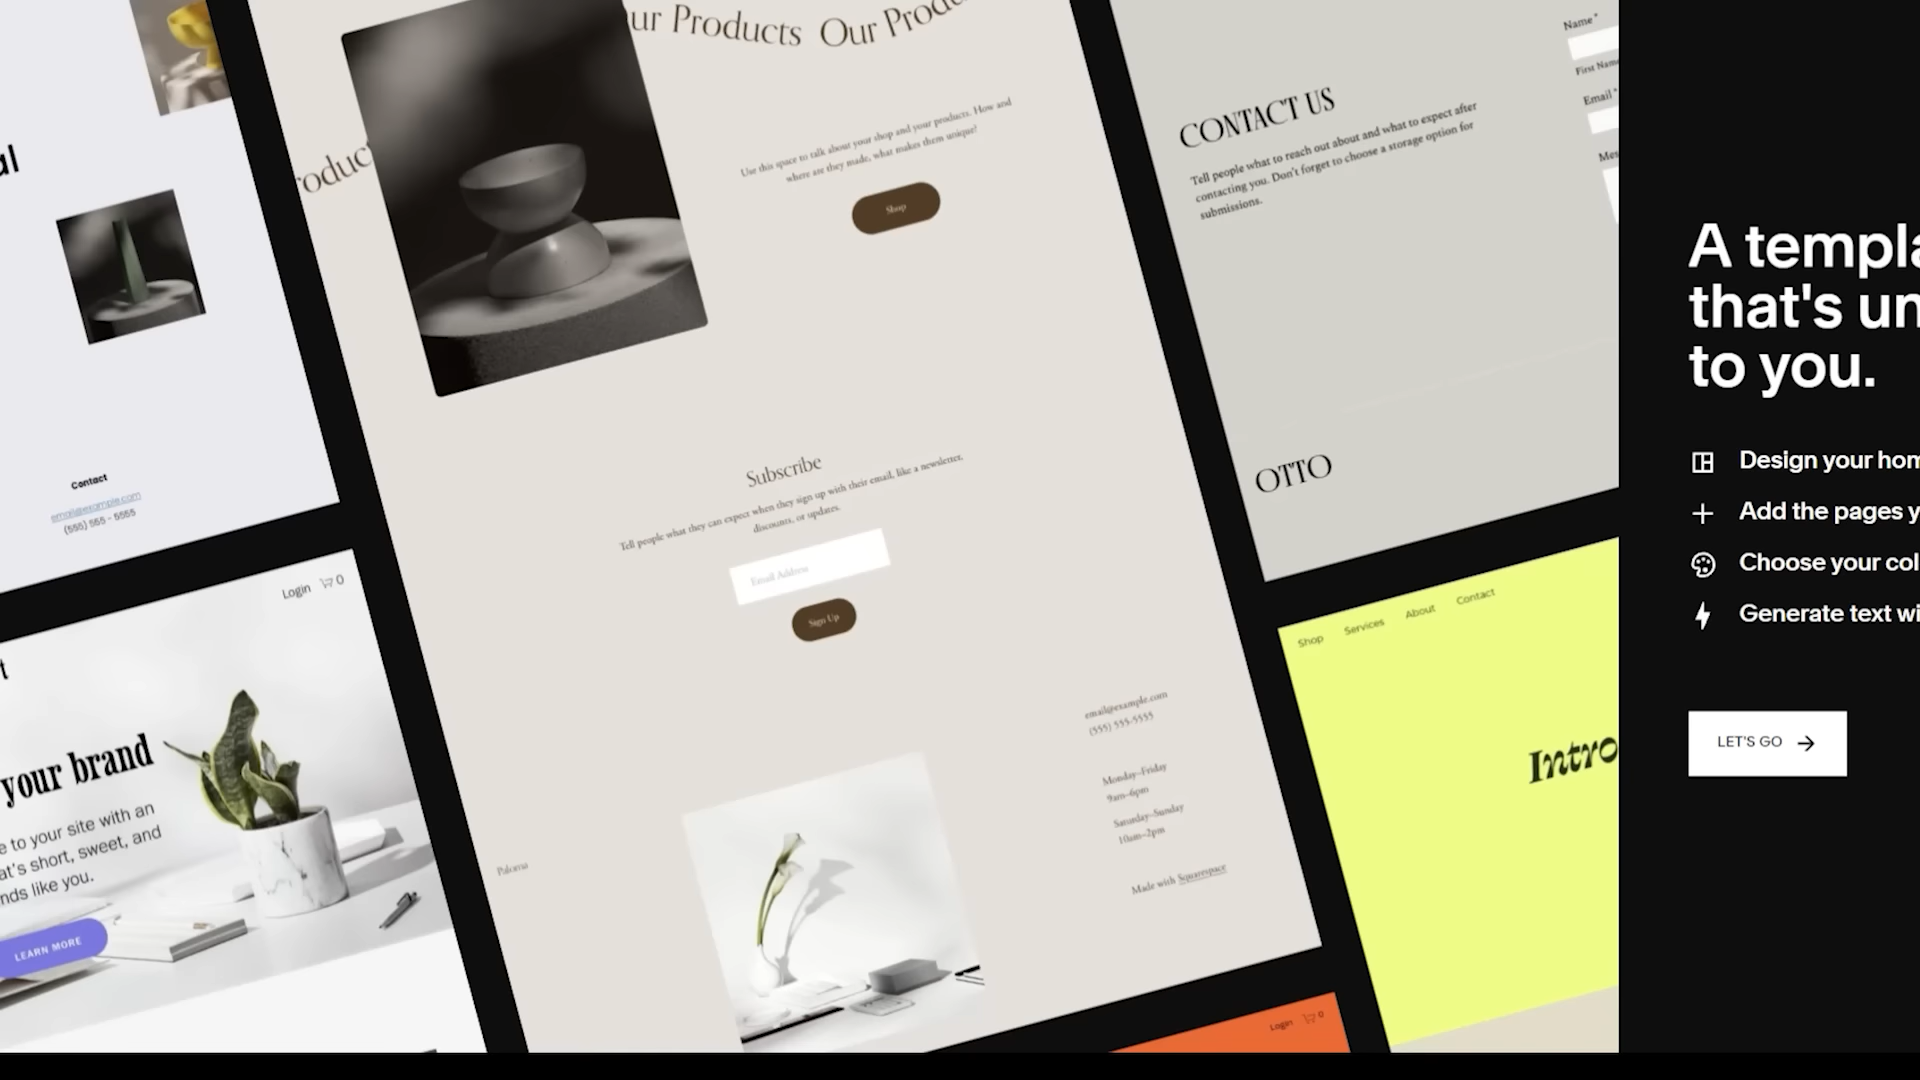 al
Contact
email@example.com
(555) 555 - 5555
Login 0
your brand
to your site with an
short, sweet, and
like you.
LEARN MORE
Our Products
Use this space to talk about your shop and your products. How and
where are they made, what makes them unique?
Shop
Subscribe
Tell people what they can expect when they sign up with their email, like a newsletter,
discounts, or updates.
Email Address
Sign Up
Paloma
email@example.com
(555) 555-5555
Monday–Friday
9am–6pm
Saturday–Sunday
10am–2pm
Made with Squarespace
CONTACT US
Tell people what to reach out about and what to expect after
contacting you. Don't forget to choose a storage option for
submissions.
OTTO
Name *
First Name
Email *
Shop Services About Contact
Intro
Login 0
A templa
that's un
to you.
Design your hom
Add the pages y
Choose your col
Generate text wi
LET'S GO